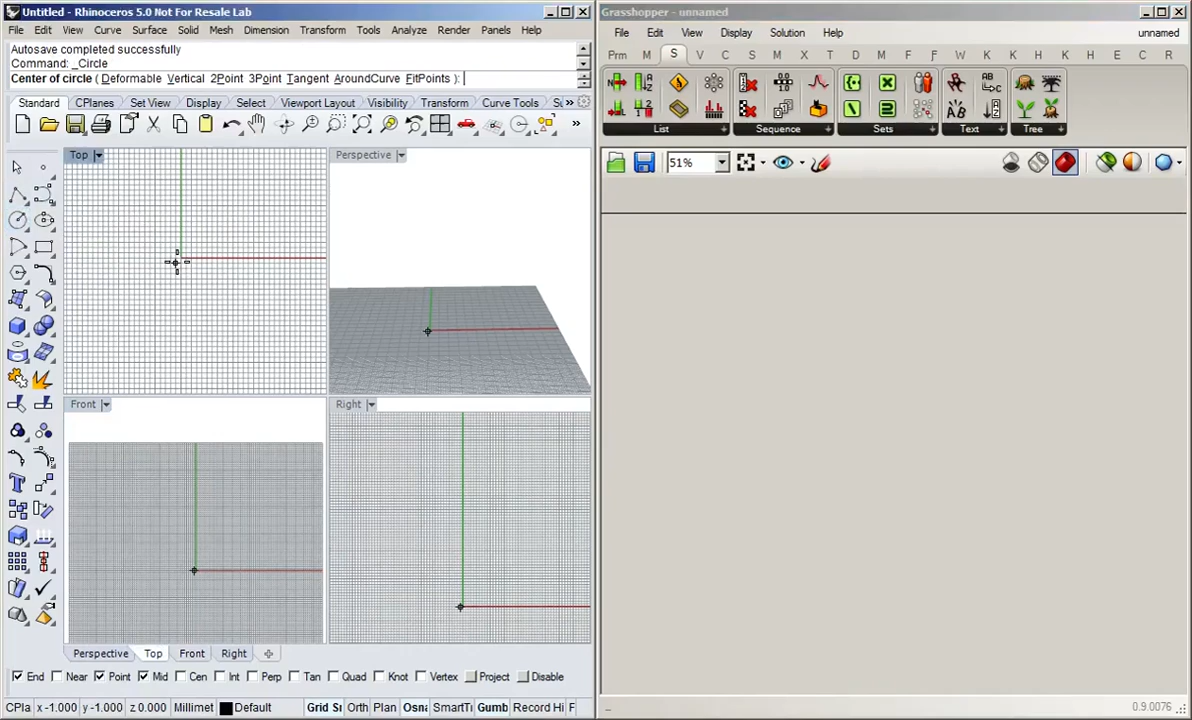 Untitled - Rhinoceros 5.0 Not For Resale Lab
File Edit View Curve Surface Solid Mesh Dimension Transform Tools Analyze Render Panels Help
Autosave completed successfully
Command: _Circle
Center of circle ( Deformable Vertical 2Point 3Point Tangent AroundCurve FitPoints ):
Standard CPlanes Set View Display Select Viewport Layout Visibility Transform Curve Tools »
»
Top
Perspective
Front
Right
Perspective Top Front Right
End Near Point Mid Cen Int Perp Tan Quad Knot Vertex Project Disable
CPla x -1.000 y -1.000 z 0.000 Millimet Default Grid S Orth Plan Osna SmartT Gumb Record Hi F
Grasshopper - unnamed
File Edit View Display Solution Help unnamed
Prm M S V C S M X T D F F W K K H E C R
List Sequence Sets Text Tree
51%
0.9.0076